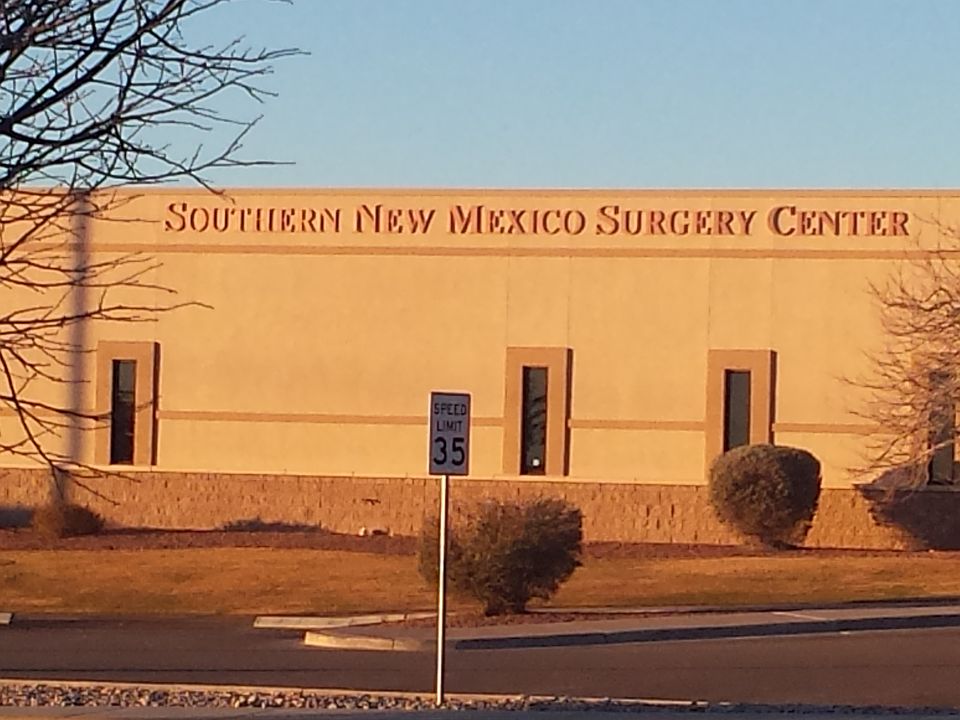 SOUTHERN NEW MEXICO SURGERY CENTER
SPEED
LIMIT
35